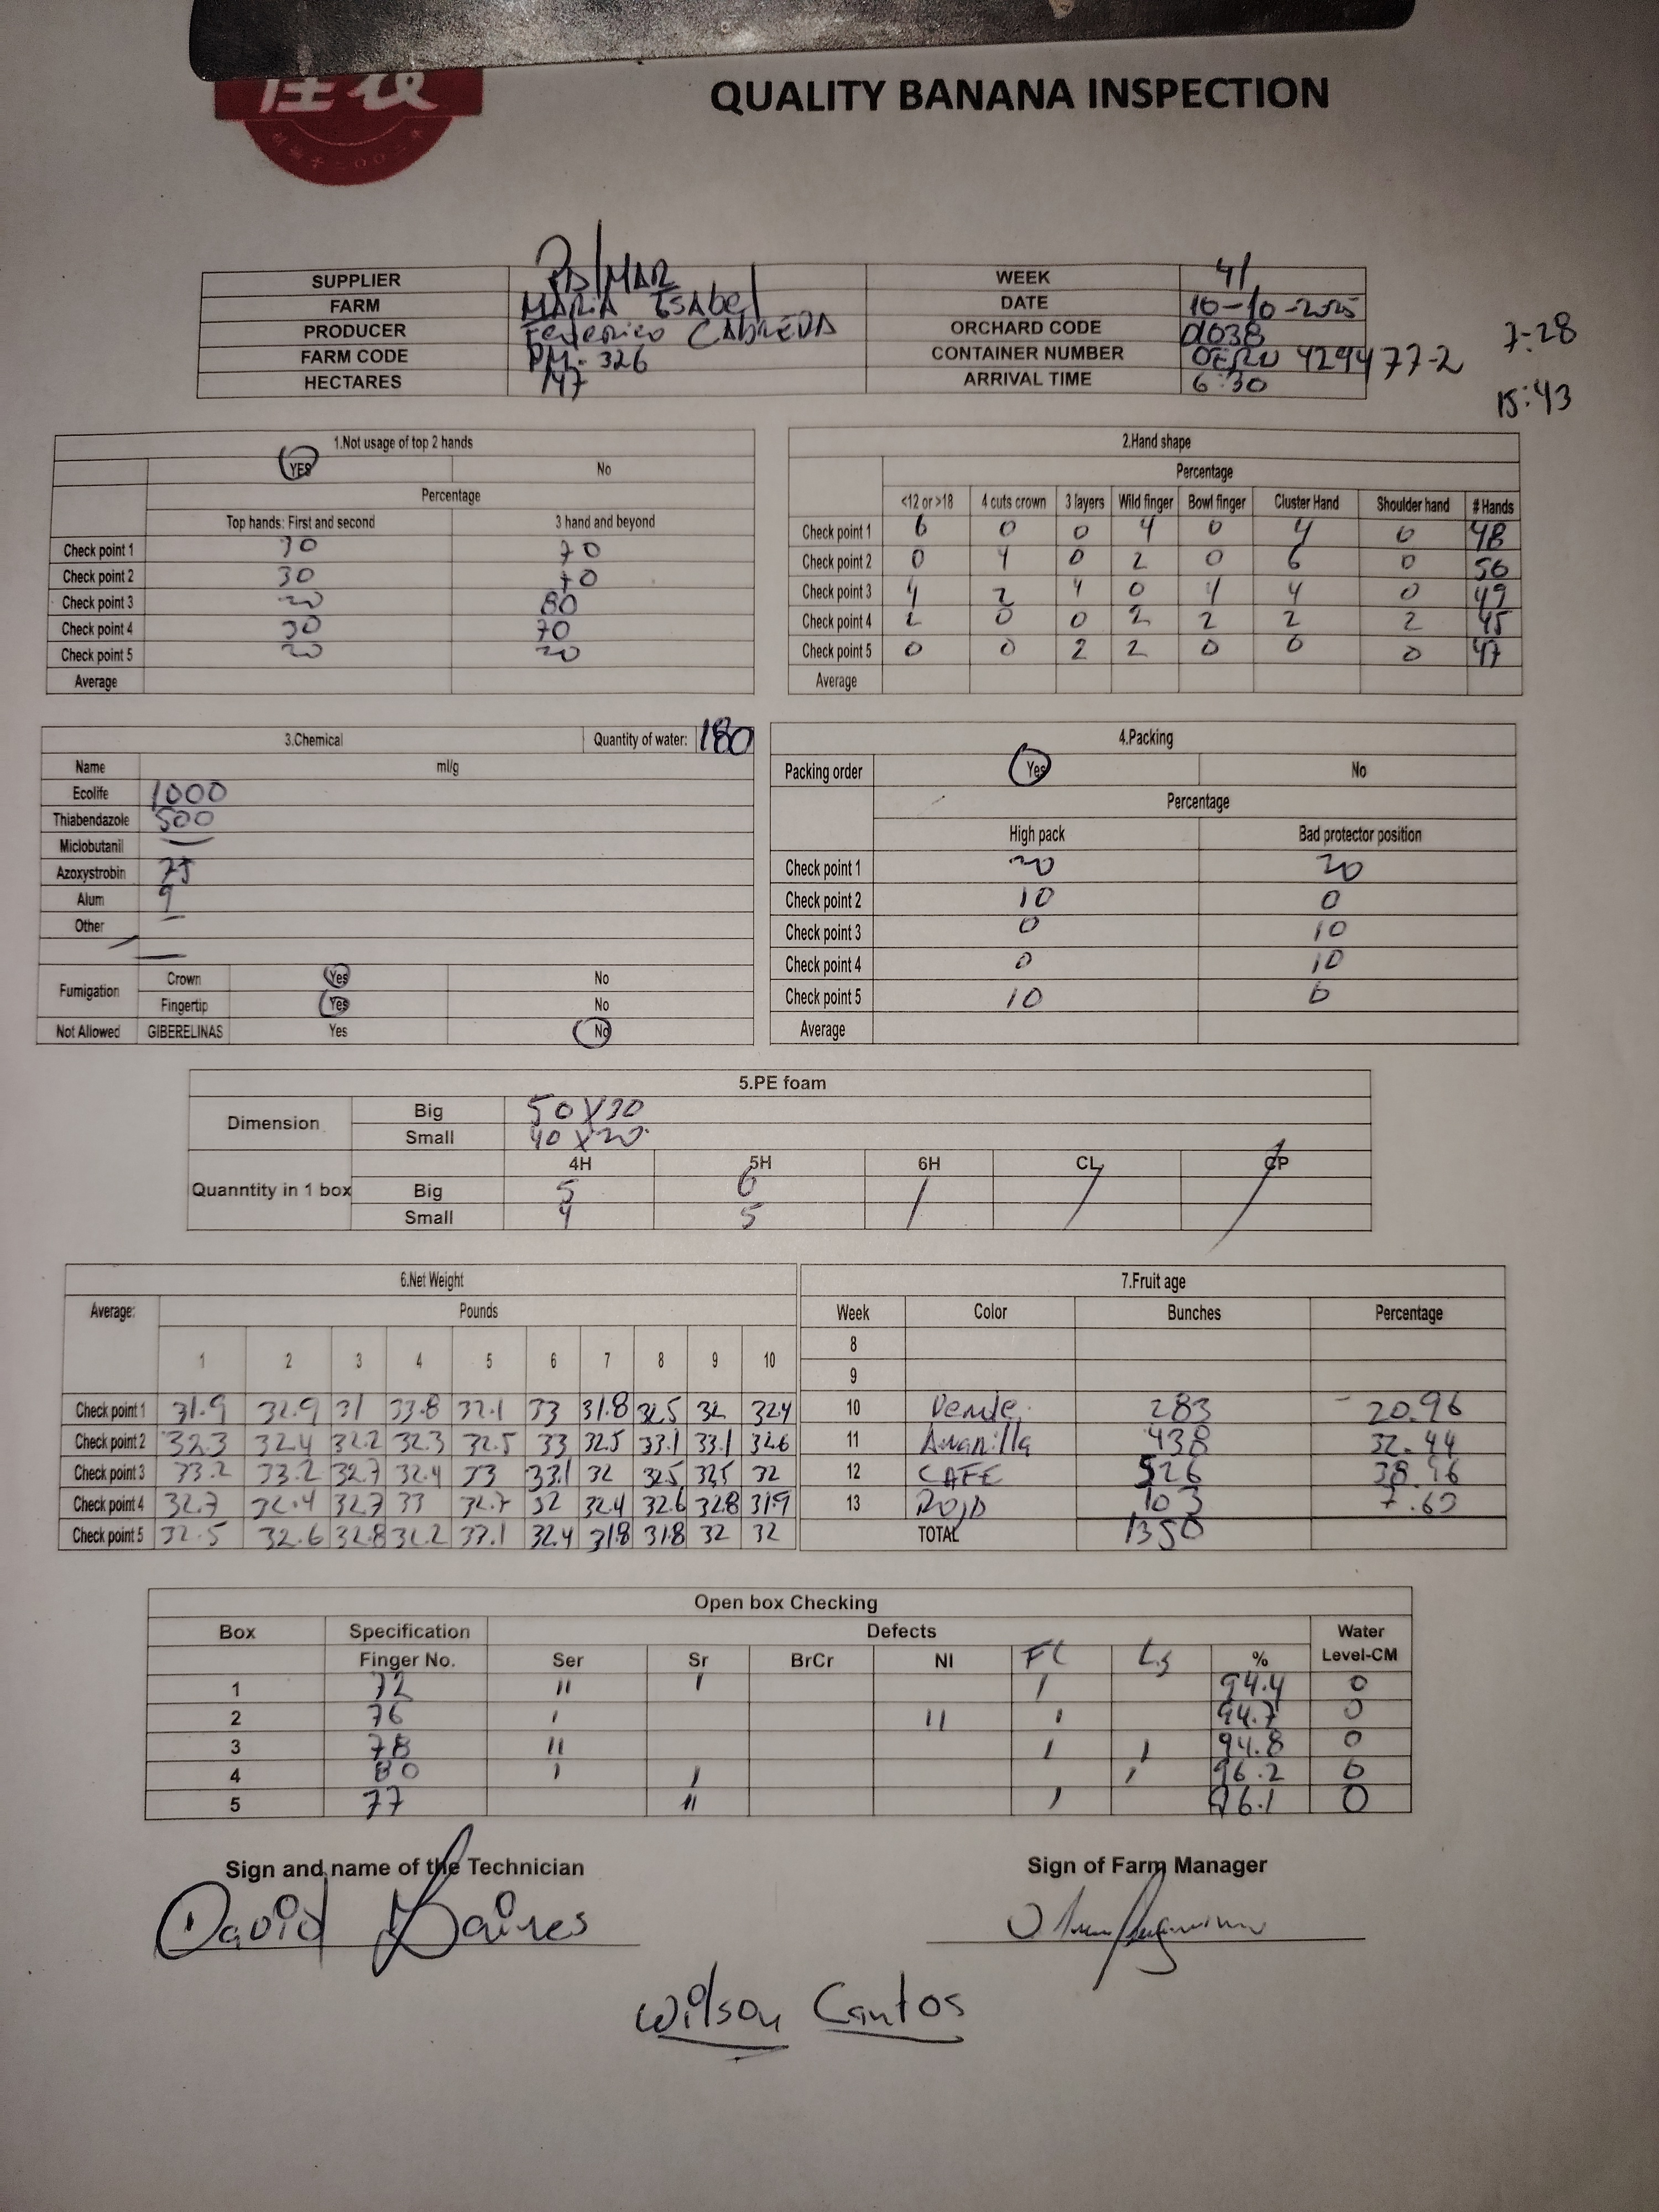 QUALITY BANANA INSPECTION
SUPPLIER PALMAR WEEK 41
FARM MARIA ISAbel DATE 10-10-2025
PRODUCER Federico CABREDA ORCHARD CODE 01038
FARM CODE PM-326 CONTAINER NUMBER OERU 429477-2 7:28
HECTARES 147 ARRIVAL TIME 6:30
15:43
1.Not usage of top 2 hands
YES No
Percentage
Top hands: First and second 3 hand and beyond
Check point 1 30 70
Check point 2 30 70
Check point 3 20 80
Check point 4 30 70
Check point 5 20 20
Average
2.Hand shape
Percentage
<12 or >18 4 cuts crown 3 layers Wild finger Bowl finger Cluster Hand Shoulder hand # Hands
Check point 1 6 0 0 4 0 4 0 48
Check point 2 0 4 0 2 0 6 0 50
Check point 3 4 2 4 0 4 4 0 49
Check point 4 2 0 0 2 2 2 2 45
Check point 5 0 0 2 2 0 0 0 47
Average
3.Chemical Quantity of water: 180
Name ml/g
Ecolife 1000
Thiabendazole 500
Miclobutanil —
Azoxystrobin 75
Alum 9
Other —
Fumigation Crown Yes No
Fingertip Yes No
Not Allowed GIBERELINAS Yes No
4.Packing
Packing order Yes No
Percentage
High pack Bad protector position
Check point 1 20 20
Check point 2 10 0
Check point 3 0 10
Check point 4 0 10
Check point 5 10 0
Average
5.PE foam
Dimension Big 50X30
Small 40X20
4H 5H 6H CL CP
Quanntity in 1 box Big 5 6
Small 4 5
6.Net Weight
Average: Pounds
1 2 3 4 5 6 7 8 9 10
Check point 1 31.9 32.9 31 33.8 32.1 33 31.8 32.5 32 32.4
Check point 2 32.3 32.4 32.2 32.3 32.5 33 32.5 33.1 33.1 32.6
Check point 3 33.2 33.2 32.7 32.4 33 33.1 32 32.5 32.5 32
Check point 4 32.7 32.4 32.7 33 32.7 32 32.4 32.6 32.8 31.9
Check point 5 32.5 32.6 32.8 32.2 33.1 32.4 31.8 31.8 32 32
7.Fruit age
Week Color Bunches Percentage
8
9
10 Verde 283 20.96
11 Amarilla 438 32.44
12 CAFE 526 38.96
13 ROJO 103 7.63
TOTAL 1350
Open box Checking
Box Specification Defects Water
Finger No. Ser Sr BrCr NI FL Ls % Level-CM
1 72 II I I 94.4 0
2 76 I II I 94.7 0
3 78 II I I 94.8 0
4 80 I I I 96.2 0
5 77 II I 96.1 0
Sign and name of the Technician Sign of Farm Manager
David Gaines
Wilson Cantos